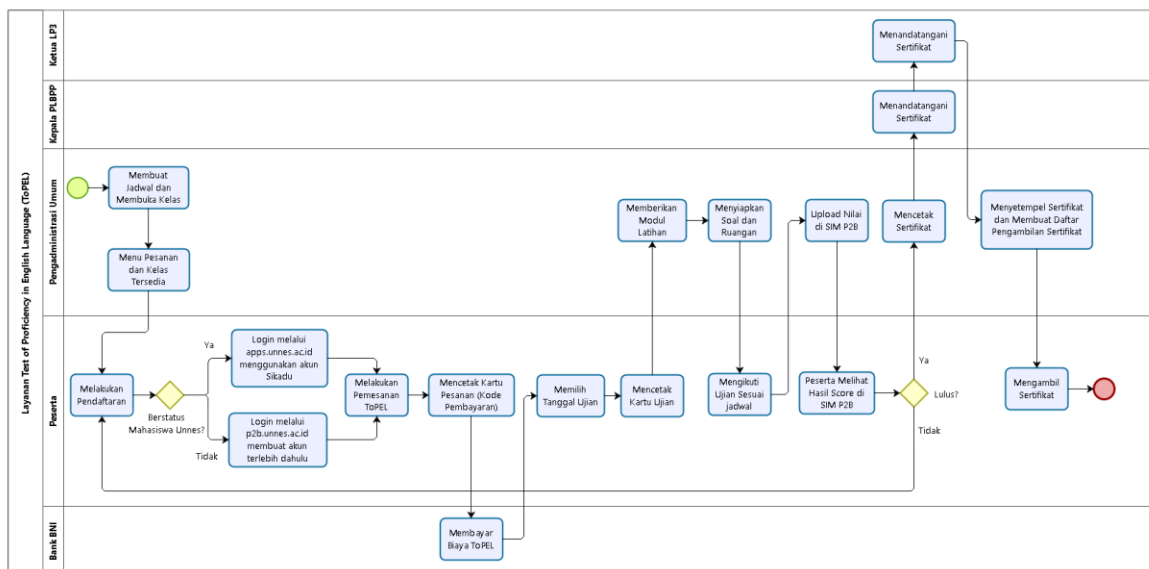 Layanan Test of Proficiency in English Language (ToPEL)
Ketua LP3
Menandatangani
Sertifikat
Kepala PLBPP
Menandatangani
Sertifikat
Pengadministrasi Umum
Membuat
Jadwal dan
Membuka Kelas
Menu Pesanan
dan Kelas
Tersedia
Memberikan
Modul
Latihan
Menyiapkan
Soal dan
Ruangan
Upload Nilai
di SIM P2B
Mencetak
Sertifikat
Menyetempel Sertifikat
dan Membuat Daftar
Pengambilan Sertifikat
Peserta
Melakukan
Pendaftaran
Berstatus
Mahasiswa Unnes?
Ya
Tidak
Login melalui
apps.unnes.ac.id
menggunakan akun
Sikadu
Login melalui
p2b.unnes.ac.id
membuat akun
terlebih dahulu
Melakukan
Pemesanan
ToPEL
Mencetak Kartu
Pesanan (Kode
Pembayaran)
Memilih
Tanggal Ujian
Mencetak
Kartu Ujian
Mengikuti
Ujian Sesuai
jadwal
Peserta Melihat
Hasil Score di
SIM P2B
Ya
Lulus?
Tidak
Mengambil
Sertifikat
Bank BNI
Membayar
Biaya ToPEL